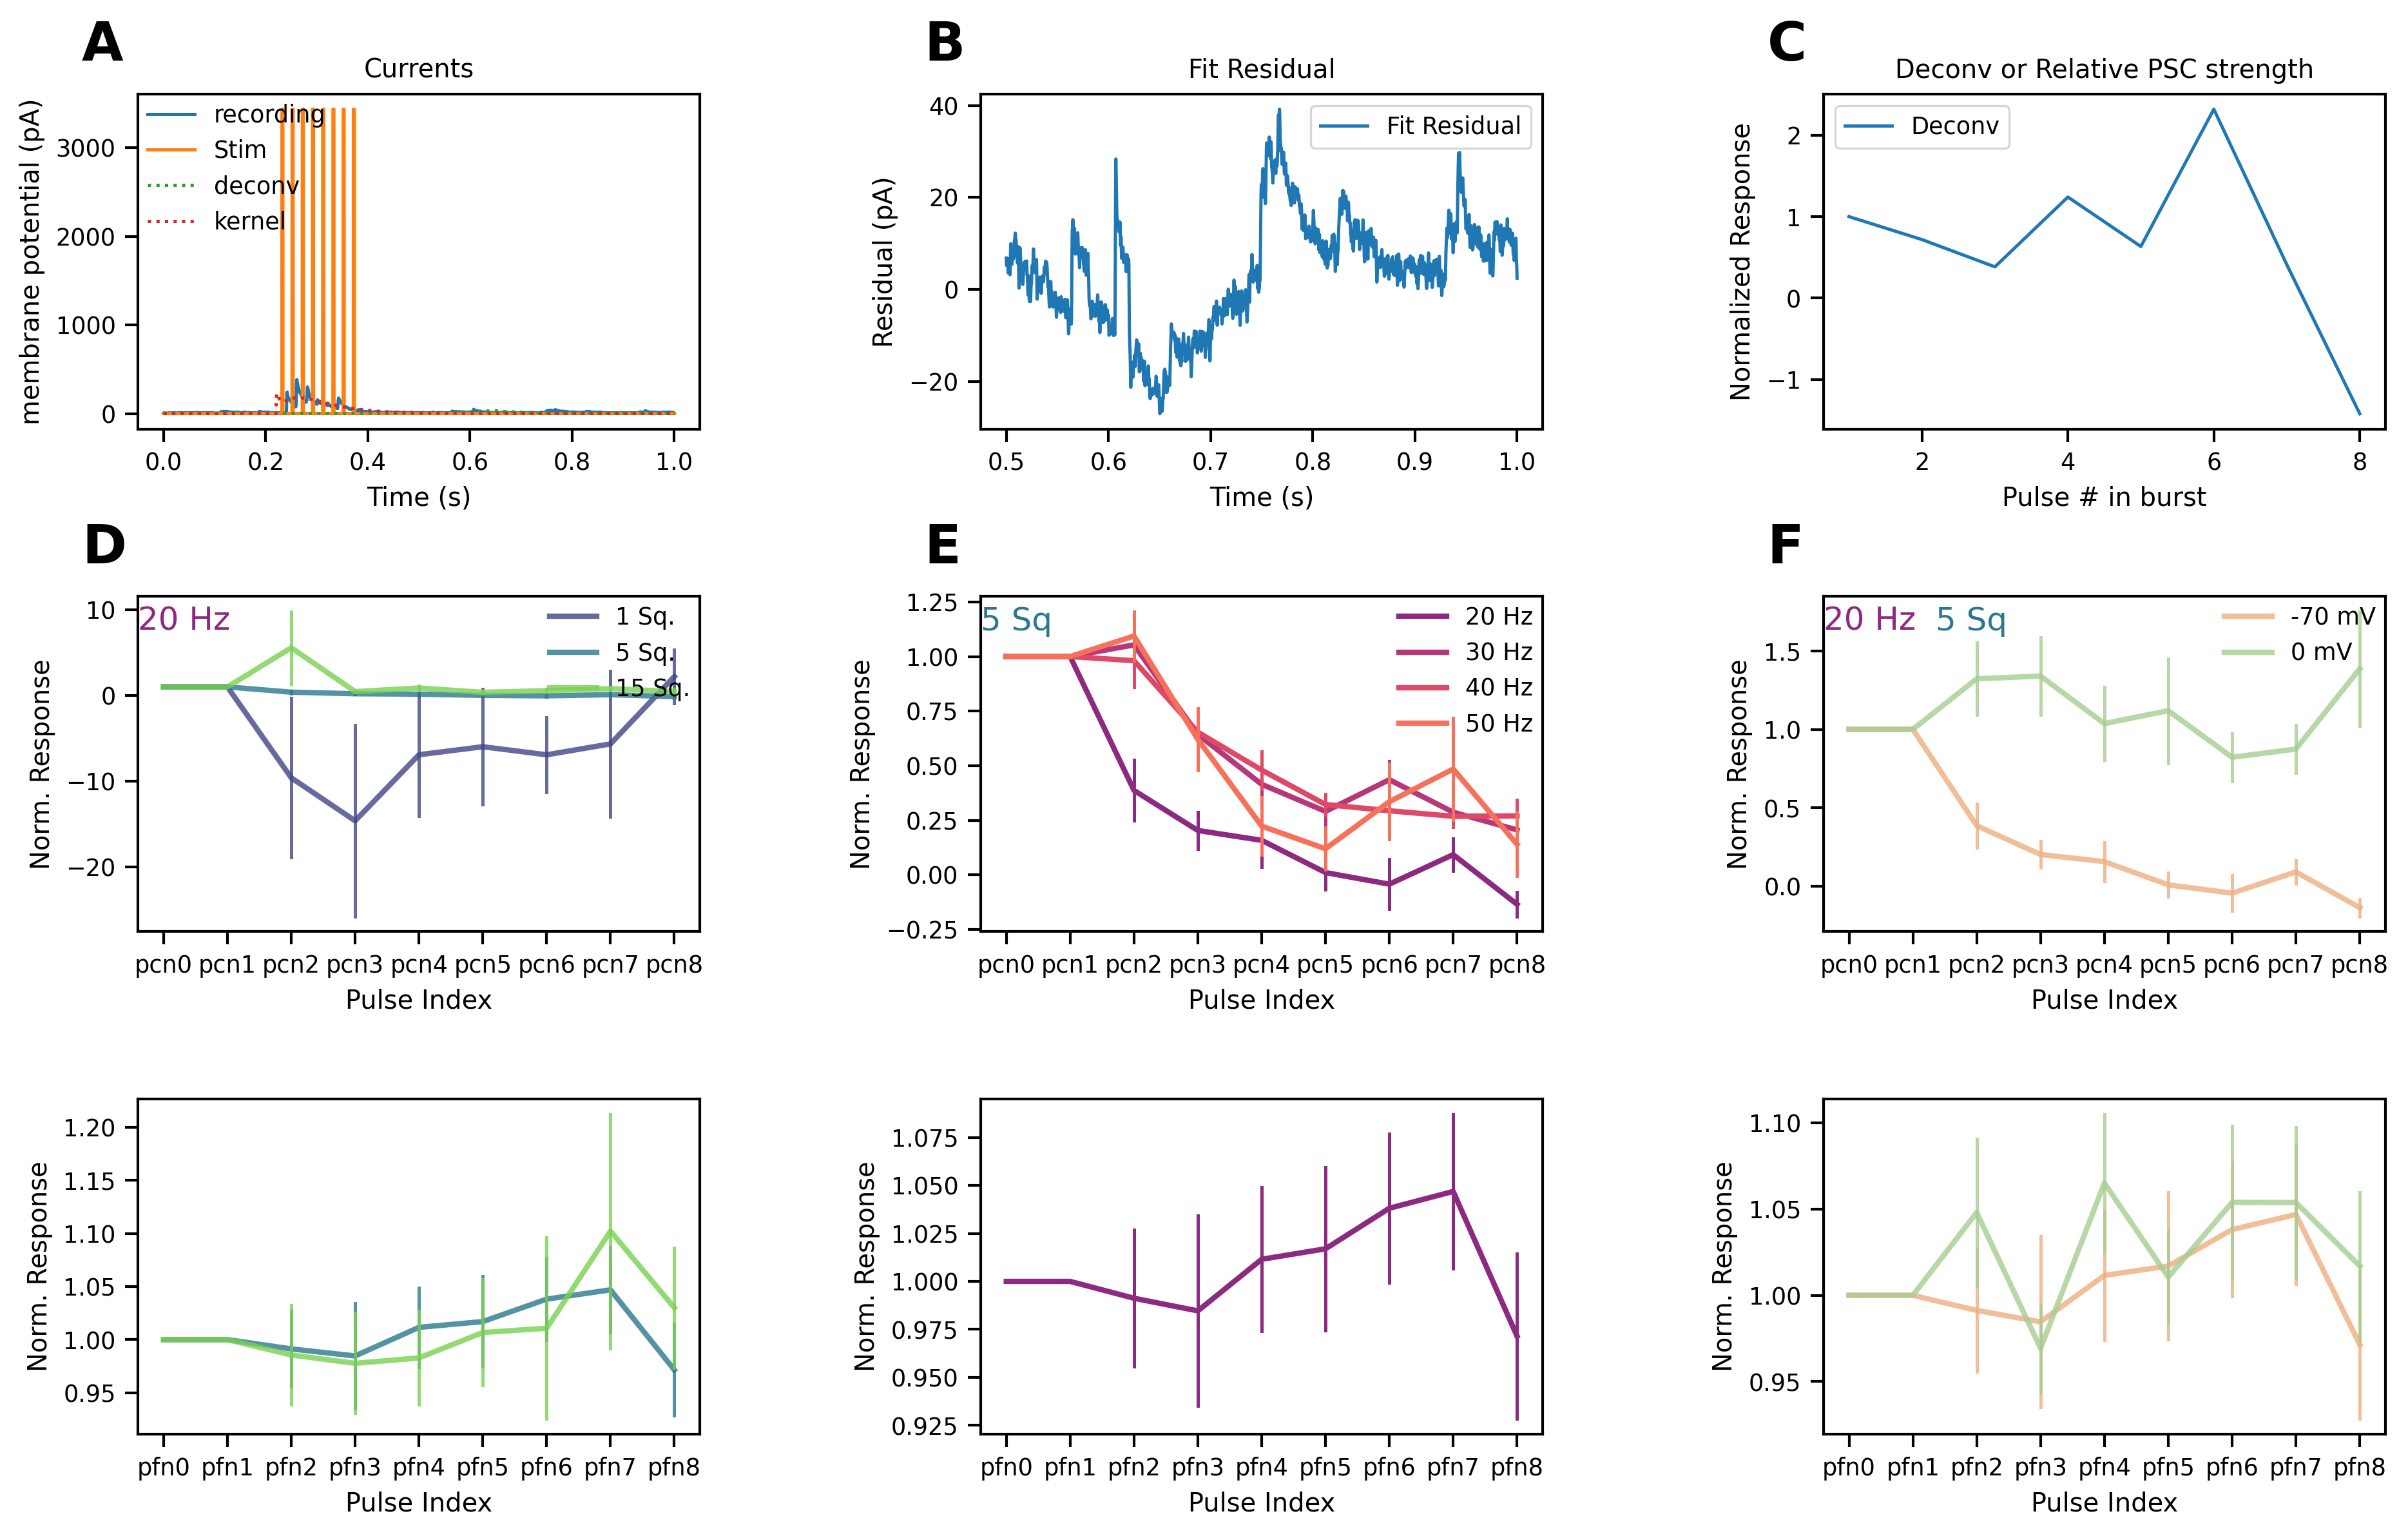 A
Currents
membrane potential (pA)
3000
2000
1000
0
recording
Stim
deconv
kernel
0.0 0.2 0.4 0.6 0.8 1.0
Time (s)
B
Fit Residual
Residual (pA)
40
20
0
−20
Fit Residual
0.5 0.6 0.7 0.8 0.9 1.0
Time (s)
C
Deconv or Relative PSC strength
Normalized Response
2
1
0
−1
Deconv
2 4 6 8
Pulse # in burst
D
Norm. Response
10
0
−10
−20
20 Hz
1 Sq.
5 Sq.
15 Sq.
pcn0 pcn1 pcn2 pcn3 pcn4 pcn5 pcn6 pcn7 pcn8
Pulse Index
E
Norm. Response
1.25
1.00
0.75
0.50
0.25
0.00
−0.25
5 Sq
20 Hz
30 Hz
40 Hz
50 Hz
pcn0 pcn1 pcn2 pcn3 pcn4 pcn5 pcn6 pcn7 pcn8
Pulse Index
F
Norm. Response
1.5
1.0
0.5
0.0
20 Hz 5 Sq
-70 mV
0 mV
pcn0 pcn1 pcn2 pcn3 pcn4 pcn5 pcn6 pcn7 pcn8
Pulse Index
Norm. Response
1.20
1.15
1.10
1.05
1.00
0.95
pfn0 pfn1 pfn2 pfn3 pfn4 pfn5 pfn6 pfn7 pfn8
Pulse Index
Norm. Response
1.075
1.050
1.025
1.000
0.975
0.950
0.925
pfn0 pfn1 pfn2 pfn3 pfn4 pfn5 pfn6 pfn7 pfn8
Pulse Index
Norm. Response
1.10
1.05
1.00
0.95
pfn0 pfn1 pfn2 pfn3 pfn4 pfn5 pfn6 pfn7 pfn8
Pulse Index